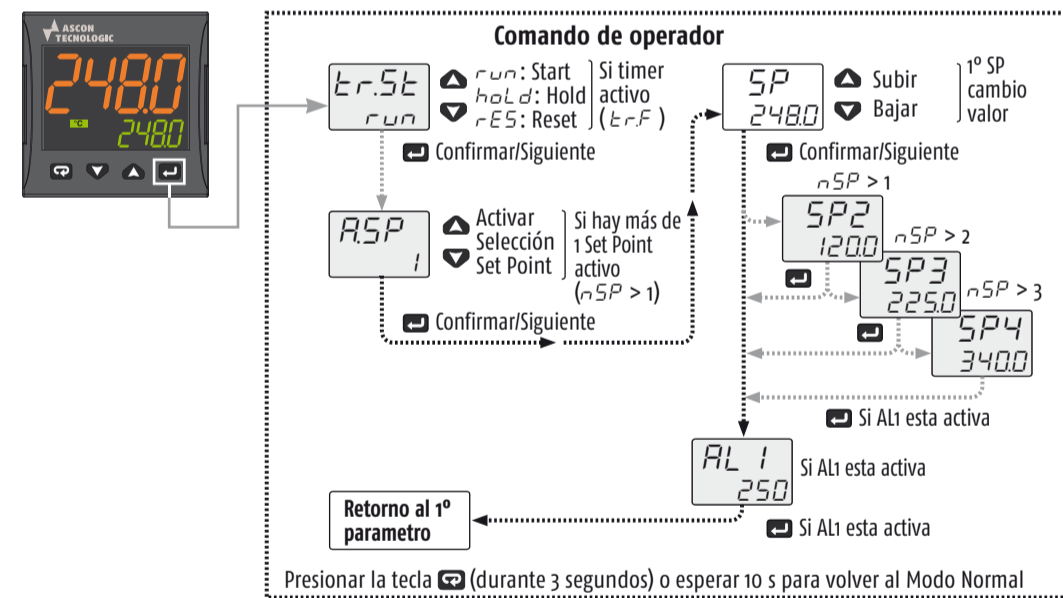 ASCON
TECNOLOGIC
248.0
°C
248.0
Comando de operador
tr.St
run
run: Start
hoLd: Hold
rES: Reset
Si timer
activo
(tr.F)
Confirmar/Siguiente
A.SP
1
Activar
Selección
Set Point
Si hay más de
1 Set Point
activo
(nSP > 1)
Confirmar/Siguiente
SP
248.0
Subir
Bajar
1º SP
cambio
valor
Confirmar/Siguiente
nSP > 1
SP2
120.0
nSP > 2
SP3
225.0
nSP > 3
SP4
340.0
Si AL1 esta activa
AL 1
250
Si AL1 esta activa
Si AL1 esta activa
Retorno al 1º
parametro
Presionar la tecla (durante 3 segundos) o esperar 10 s para volver al Modo Normal